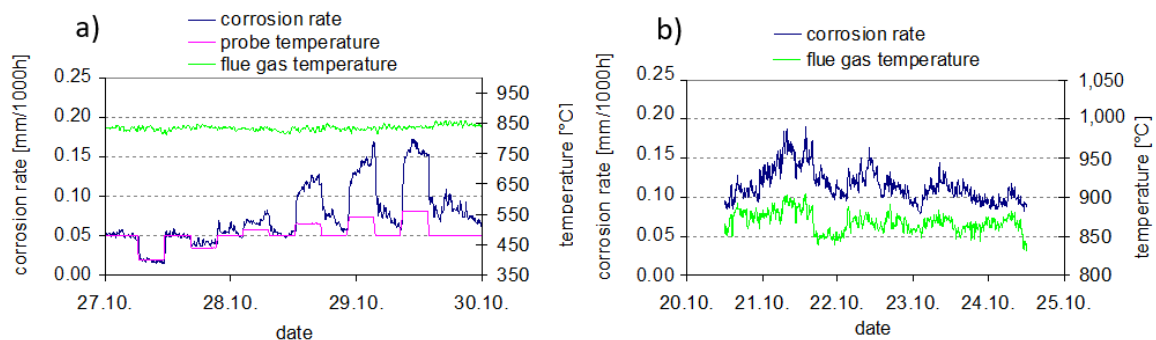 a)
corrosion rate
probe temperature
flue gas temperature
corrosion rate [mm/1000h]
0.25
0.20
0.15
0.10
0.05
0.00
950
850
750
650
550
450
350
temperature [°C]
27.10. 28.10. 29.10. 30.10.
date
b)
corrosion rate
flue gas temperature
corrosion rate [mm/1000h]
0.25
0.20
0.15
0.10
0.05
0.00
1,050
1,000
950
900
850
800
temperature [°C]
20.10. 21.10. 22.10. 23.10. 24.10. 25.10.
date